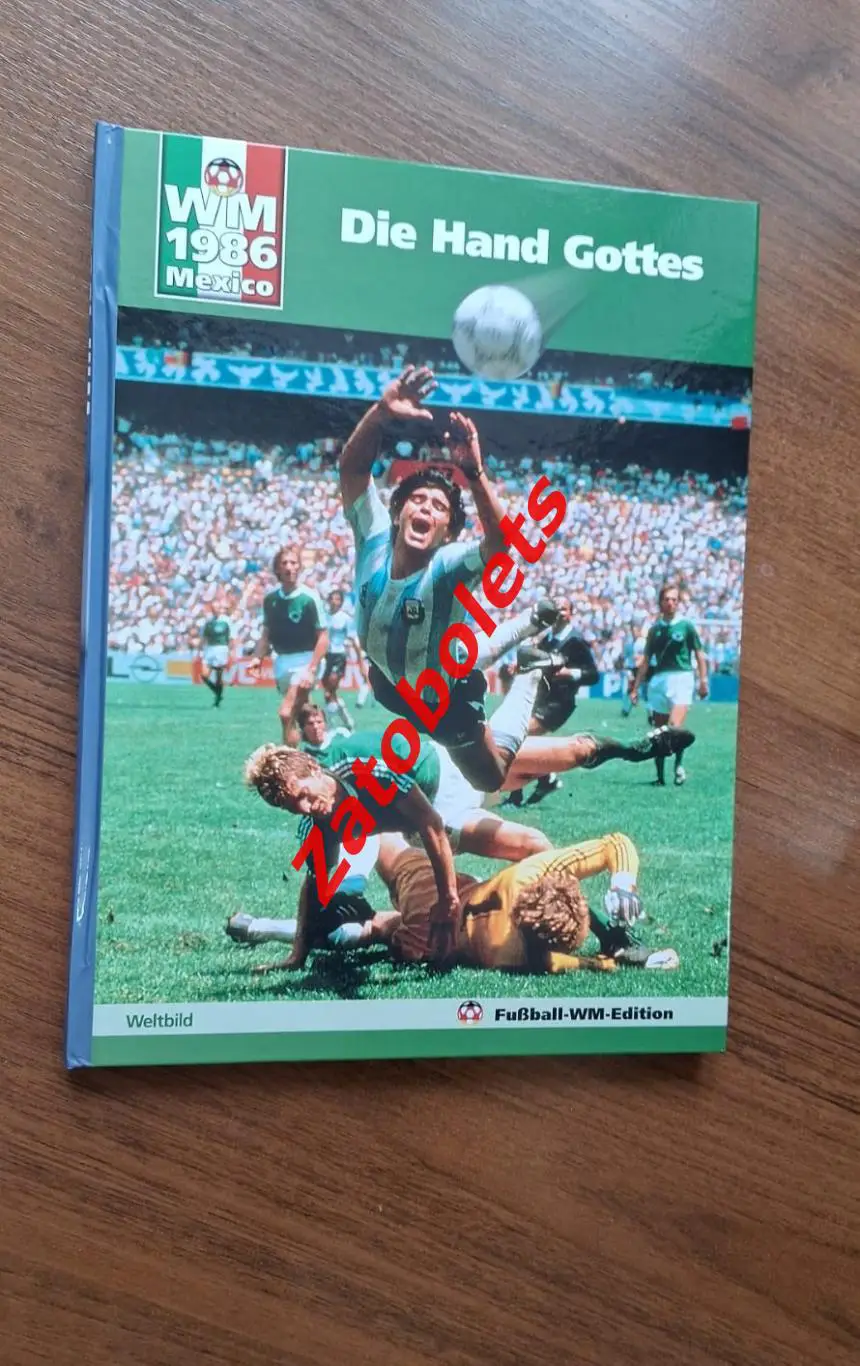 WM
1986
Mexico
Die Hand Gottes
Zatobolets
Weltbild
Fußball-WM-Edition